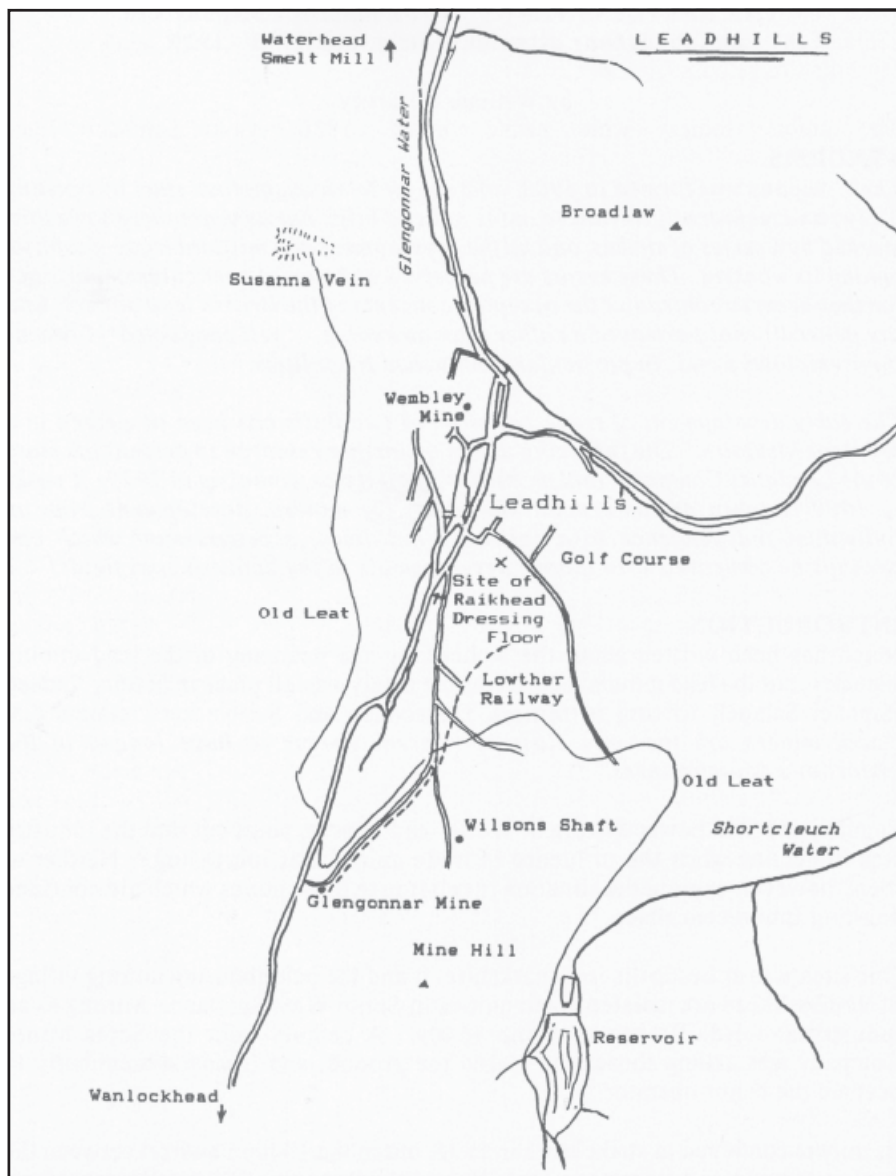 LEADHILLS
Waterhead
Smelt Mill
Glengonnar Water
Broadlaw
Susanna Vein
Wembley
Mine
Leadhills
Golf Course
Site of
Raikhead
Dressing
Floor
Old Leat
Lowther
Railway
Old Leat
Shortcleuch
Water
Wilsons Shaft
Glengonnar Mine
Mine Hill
Reservoir
Wanlockhead